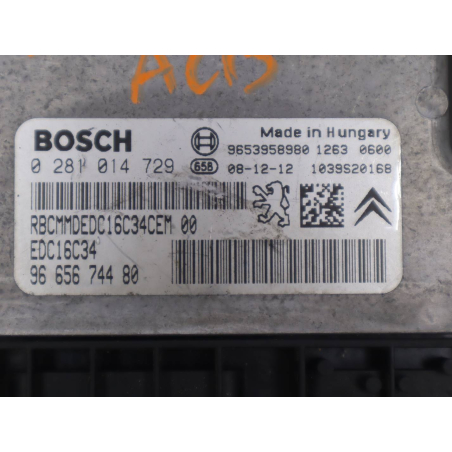 ACB
BOSCH
Made in Hungary
9653958980 1263 0600
0 281 014 729
658
08-12-12 1039S20168
RBCMMDEDC16C34CEM 00
EDC16C34
96 656 744 80